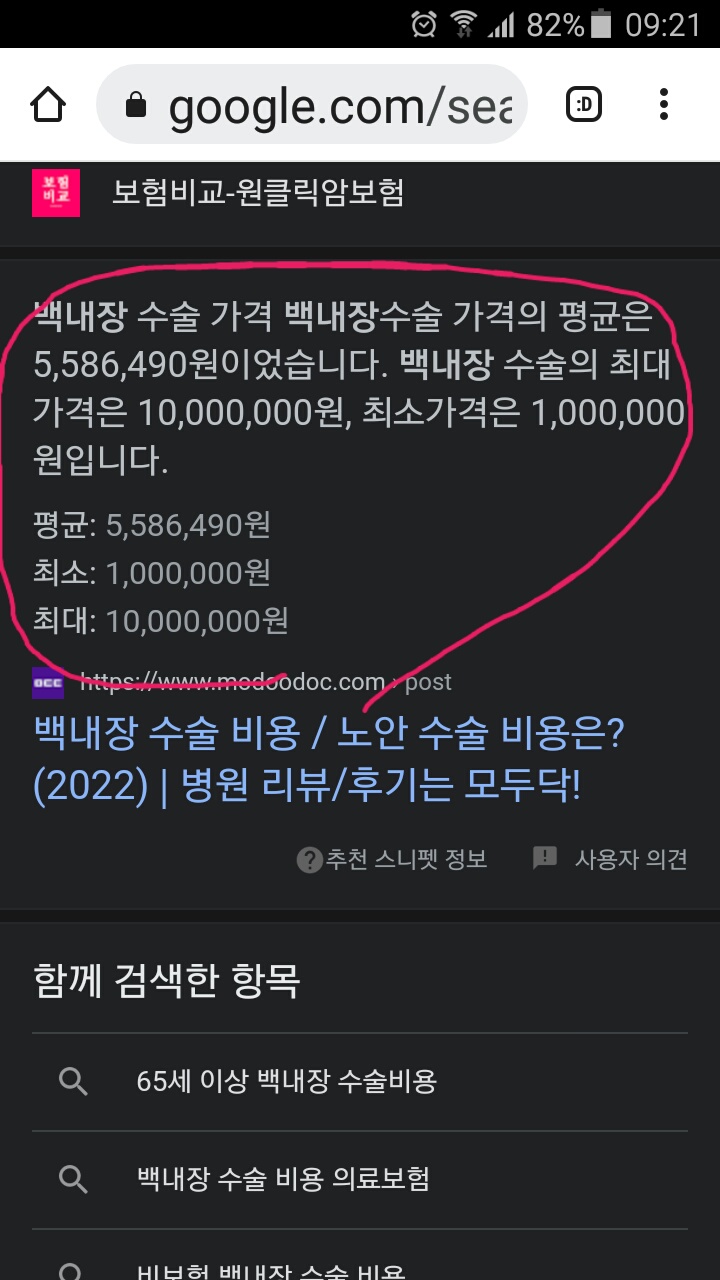 82% 09:21
google.com/sea
:D
보험
비교
보험비교-원클릭암보험
백내장 수술 가격 백내장수술 가격의 평균은
5,586,490원이었습니다. 백내장 수술의 최대
가격은 10,000,000원, 최소가격은 1,000,000
원입니다.
평균: 5,586,490원
최소: 1,000,000원
최대: 10,000,000원
https://www.modoodoc.com › post
백내장 수술 비용 / 노안 수술 비용은?
(2022) | 병원 리뷰/후기는 모두닥!
추천 스니펫 정보 사용자 의견
함께 검색한 항목
65세 이상 백내장 수술비용
백내장 수술 비용 의료보험
비보험 백내장 수술 비용